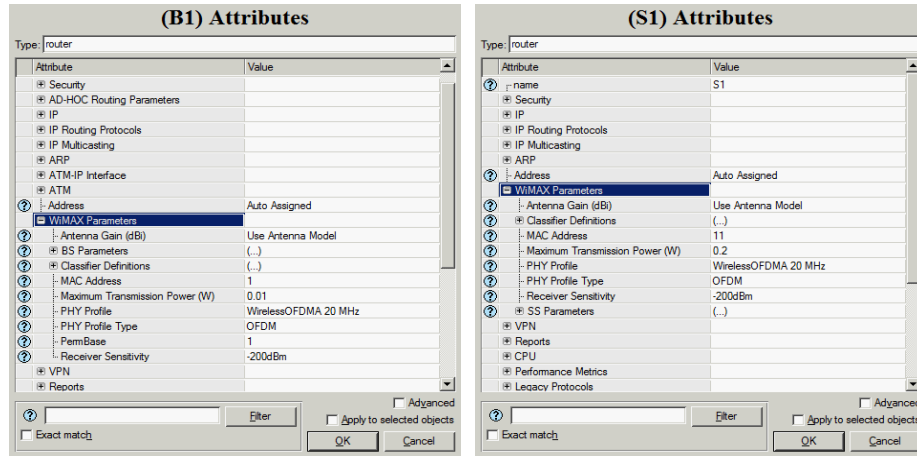 (B1) Attributes
Type: router
Attribute Value
Security
AD-HOC Routing Parameters
IP
IP Routing Protocols
IP Multicasting
ARP
ATM-IP Interface
ATM
Address Auto Assigned
WiMAX Parameters
Antenna Gain (dBi) Use Antenna Model
BS Parameters (...)
Classifier Definitions (...)
MAC Address 1
Maximum Transmission Power (W) 0.01
PHY Profile WirelessOFDMA 20 MHz
PHY Profile Type OFDM
PermBase 1
Receiver Sensitivity -200dBm
VPN
Reports
Advanced
Filter Apply to selected objects
Exact match OK Cancel
(S1) Attributes
Type: router
Attribute Value
name S1
Security
IP
IP Routing Protocols
IP Multicasting
ARP
Address Auto Assigned
WiMAX Parameters
Antenna Gain (dBi) Use Antenna Model
Classifier Definitions (...)
MAC Address 11
Maximum Transmission Power (W) 0.2
PHY Profile WirelessOFDMA 20 MHz
PHY Profile Type OFDM
Receiver Sensitivity -200dBm
SS Parameters (...)
VPN
Reports
CPU
Performance Metrics
Legacy Protocols
Advanced
Filter Apply to selected objects
Exact match OK Cancel